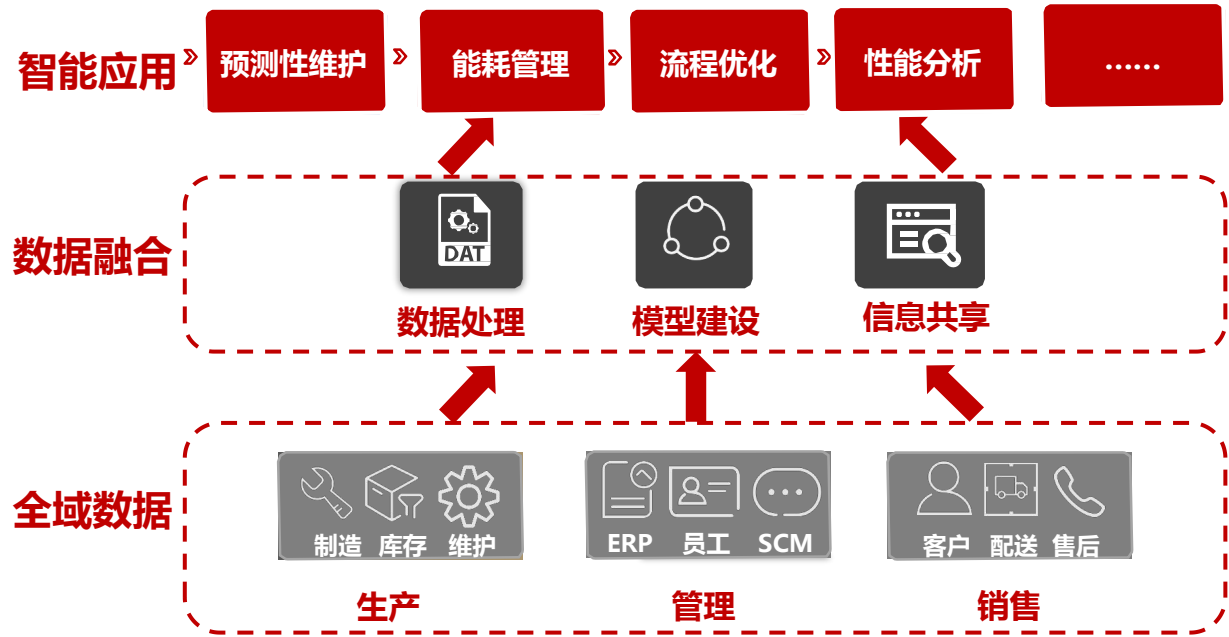 智能应用
预测性维护
能耗管理
流程优化
性能分析
......
数据融合
DAT
数据处理
模型建设
信息共享
全域数据
制造 库存 维护
ERP 员工 SCM
客户 配送 售后
生产
管理
销售